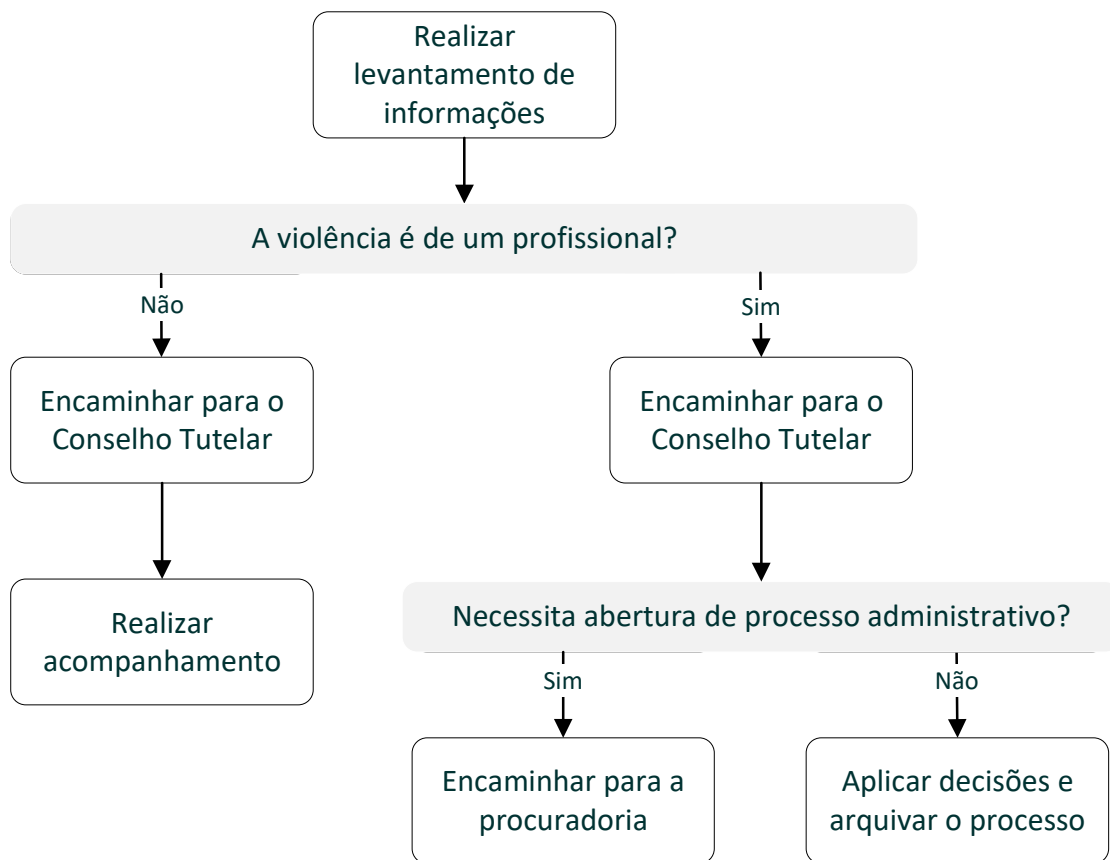 Realizar
levantamento de
informações
A violência é de um profissional?
Não
Sim
Encaminhar para o
Conselho Tutelar
Encaminhar para o
Conselho Tutelar
Realizar
acompanhamento
Necessita abertura de processo administrativo?
Sim
Não
Encaminhar para a
procuradoria
Aplicar decisões e
arquivar o processo